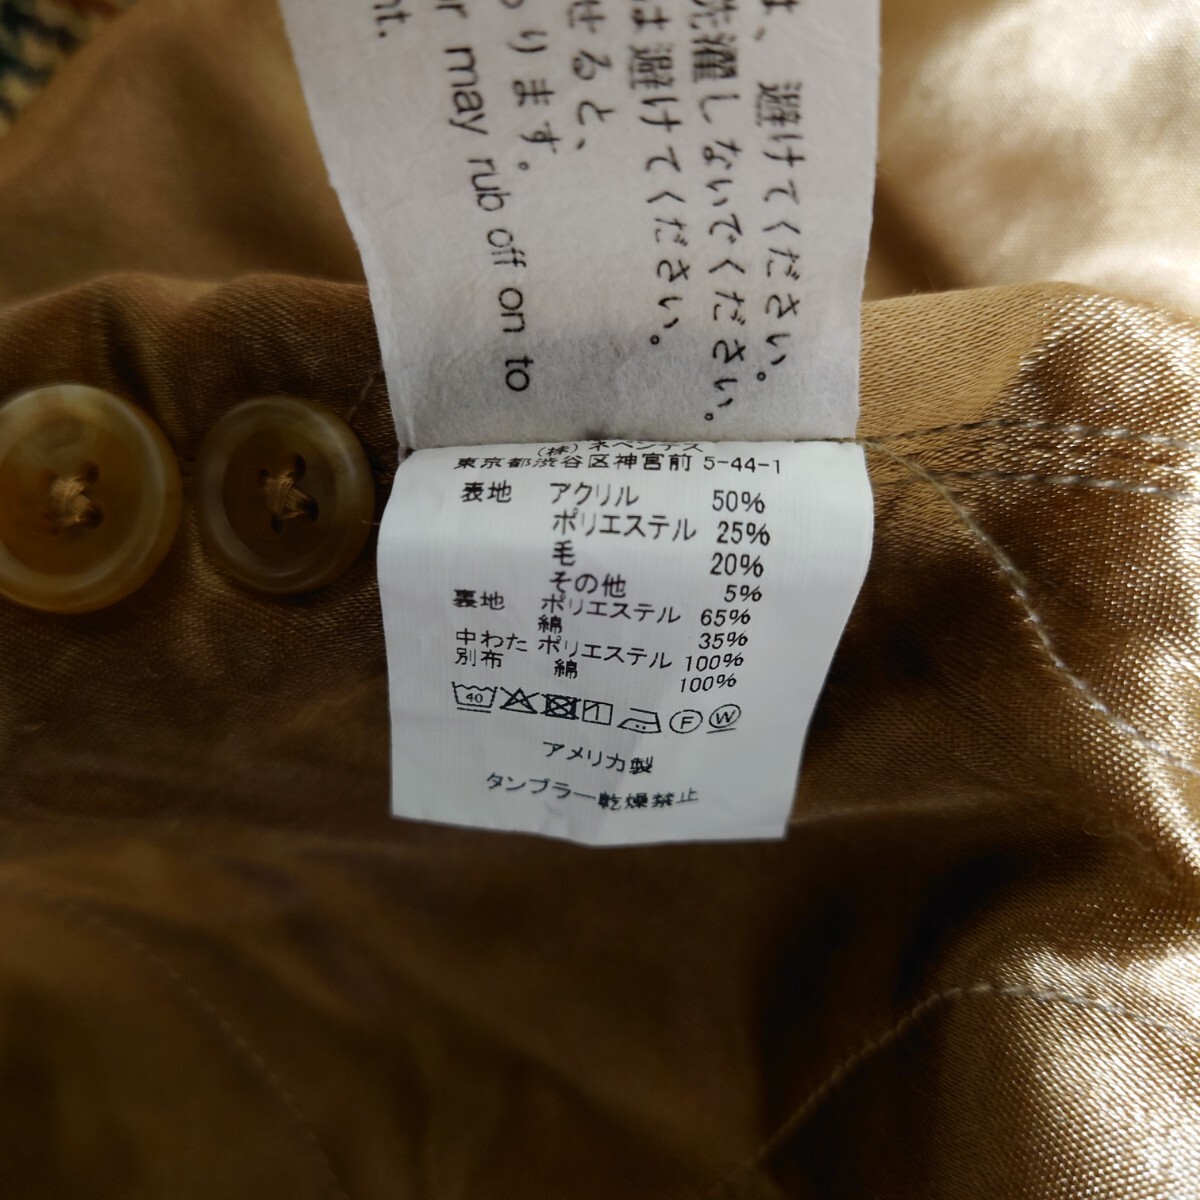 は、避けてください。
洗濯しないでください。
は避けてください。
せると、
ります。
or may rub off on to
nt.
(株)ネペンテス
東京都渋谷区神宮前 5-44-1
表地 アクリル 50%
ポリエステル 25%
毛 20%
その他 5%
裏地 ポリエステル 65%
綿 35%
中わた ポリエステル 100%
別布 綿 100%
40 F W
アメリカ製
タンブラー乾燥禁止